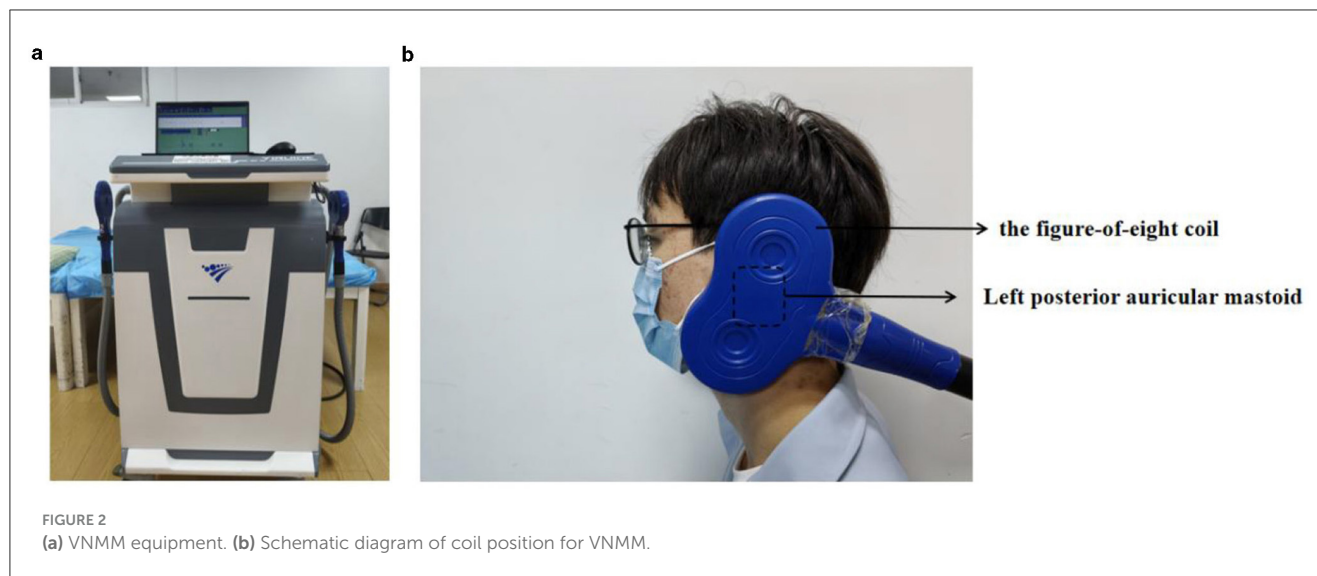 a
b
the figure-of-eight coil
Left posterior auricular mastoid
FIGURE 2
(a) VNMM equipment. (b) Schematic diagram of coil position for VNMM.